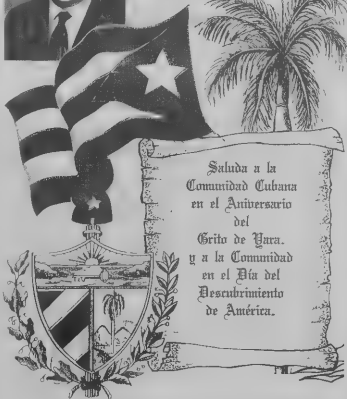 Saluda a la
Comunidad Cubana
en el Aniversario
del
Grito de Yara.
y a la Comunidad
en el Día del
Descubrimiento
de América.